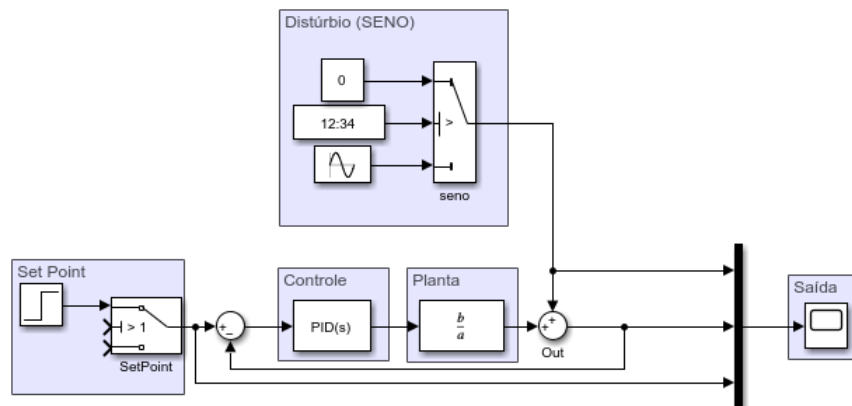 Distúrbio (SENO)
0
12:34
>
seno
Set Point
> 1
SetPoint
Controle
PID(s)
Planta
b
a
+
−
+
+
Out
Saída